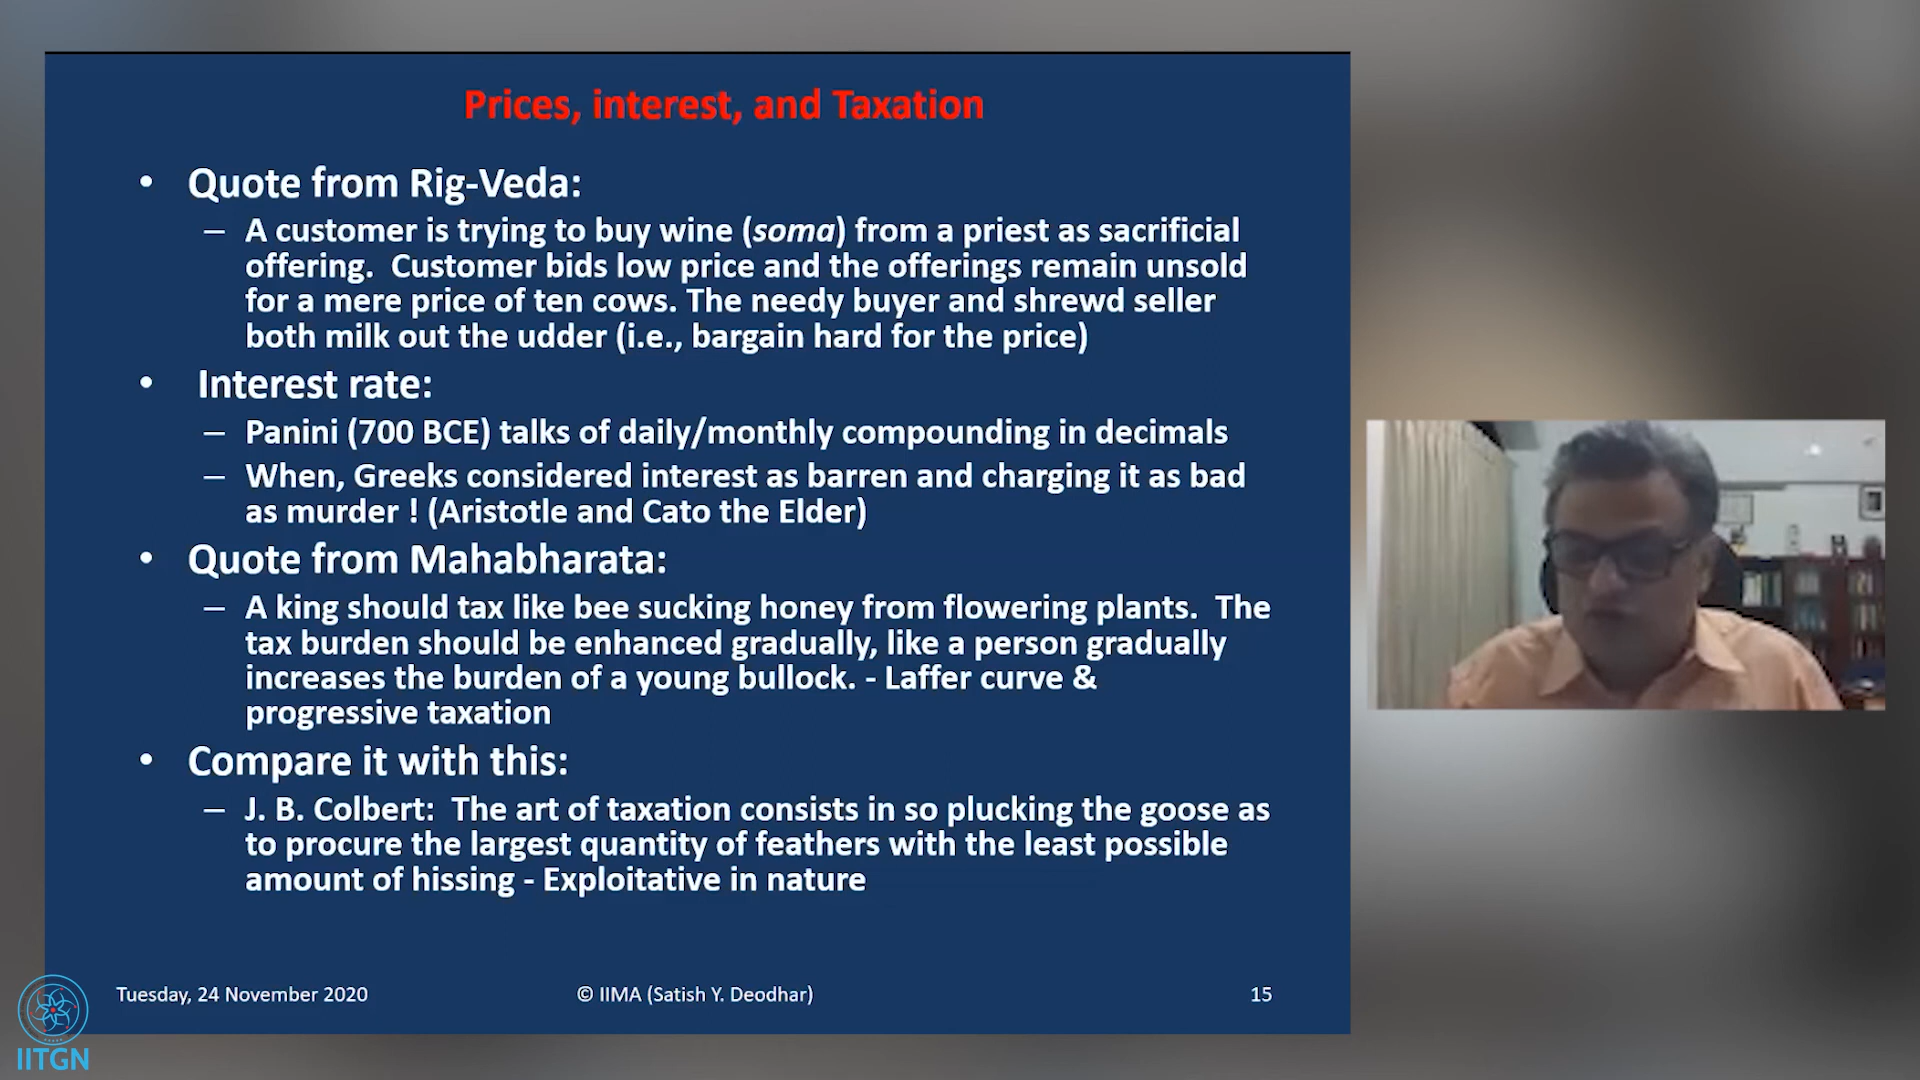 Prices, interest, and Taxation
• Quote from Rig-Veda:
– A customer is trying to buy wine (soma) from a priest as sacrificial
offering. Customer bids low price and the offerings remain unsold
for a mere price of ten cows. The needy buyer and shrewd seller
both milk out the udder (i.e., bargain hard for the price)
• Interest rate:
– Panini (700 BCE) talks of daily/monthly compounding in decimals
– When, Greeks considered interest as barren and charging it as bad
as murder ! (Aristotle and Cato the Elder)
• Quote from Mahabharata:
– A king should tax like bee sucking honey from flowering plants. The
tax burden should be enhanced gradually, like a person gradually
increases the burden of a young bullock. - Laffer curve &
progressive taxation
• Compare it with this:
– J. B. Colbert: The art of taxation consists in so plucking the goose as
to procure the largest quantity of feathers with the least possible
amount of hissing - Exploitative in nature
Tuesday, 24 November 2020 © IIMA (Satish Y. Deodhar) 15
IITGN